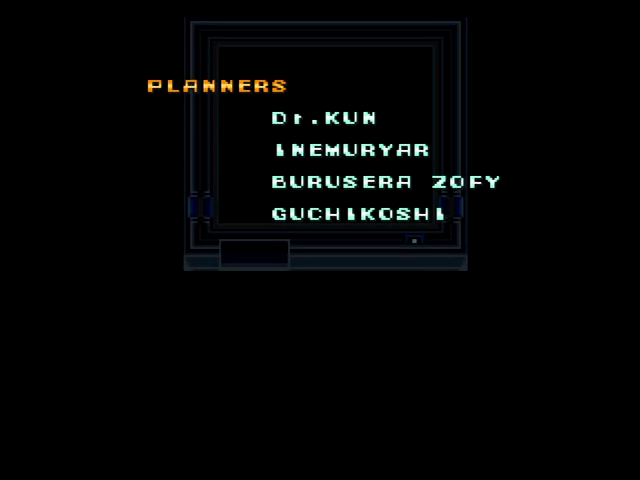 PLANNERS
Dr.KUN
INEMURYAR
BURUSERA ZOFY
GUCHIKOSHI